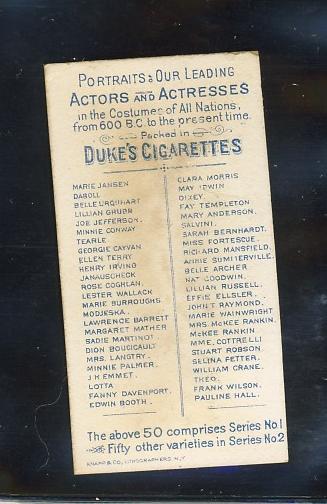 PORTRAITS OF OUR LEADING
ACTORS AND ACTRESSES
in the Costumes of All Nations,
from 600 B.C. to the present time.
Packed in
DUKE'S CIGARETTES
MARIE JANSEN
DABOLL
BELLE URQUHART
LILLIAN GRUBB
JOE JEFFERSON.
MINNIE CONWAY
TEARLE
GEORGIE CAYVAN
ELLEN TERRY
HENRY IRVING
JANAUSCHECK
ROSE COGHLAN
LESTER WALLACK
MARIE BURROUGHS
MODJESKA.
LAWRENCE BARRETT
MARGARET MATHER
SADIE MARTINOT
DION BOUCICAULT
MRS. LANGTRY.
MINNIE PALMER.
J.K EMMET.
LOTTA
FANNY DAVENPORT.
EDWIN BOOTH.
CLARA MORRIS
MAY IRWIN
DIXEY.
FAY TEMPLETON
MARY ANDERSON.
SALVINI.
SARAH BERNHARDT.
MISS FORTESCUE.
RICHARD MANSFIELD.
ANNIE SUMMERVILLE.
BELLE ARCHER
NAT GOODWIN.
LILLIAN RUSSELL.
EFFIE ELLSLER.
JOHN T. RAYMOND.
MARIE WAINWRIGHT
MRS. McKEE RANKIN.
McKEE RANKIN
MME. COTTRELLI
STUART ROBSON.
SELINA FETTER.
WILLIAM CRANE.
THEO.
FRANK WILSON.
PAULINE HALL.
The above 50 comprises Series No.1
Fifty other varieties in Series No.2
KNAPP & CO, LITHOGRAPHERS. N.Y.